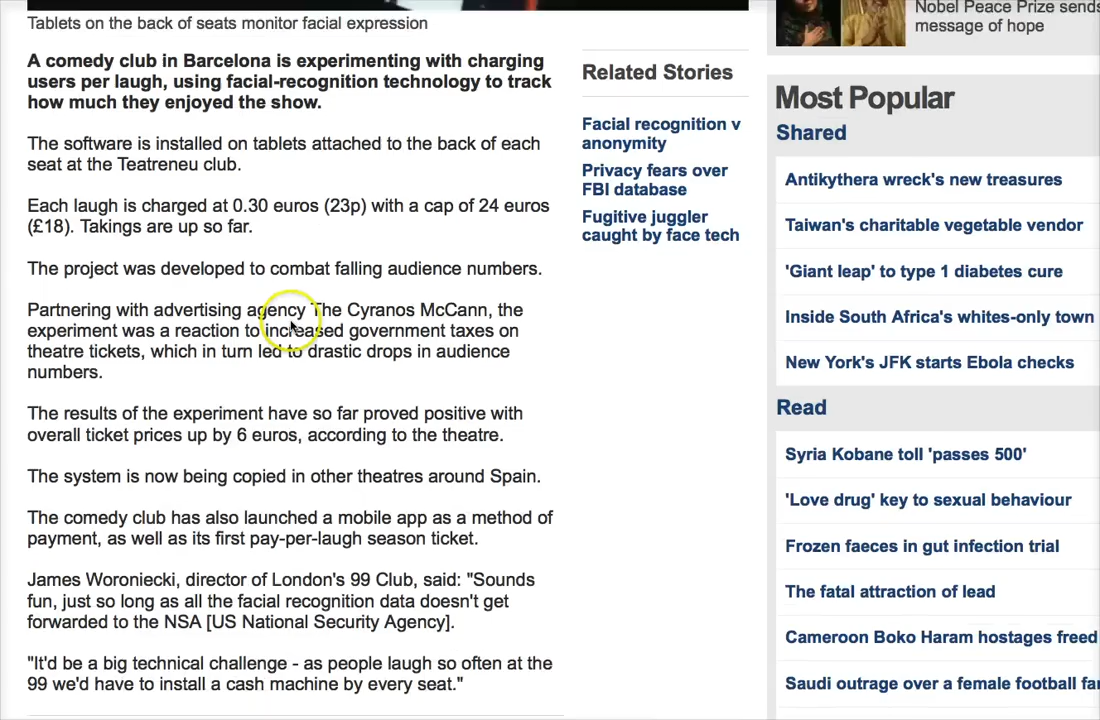 Tablets on the back of seats monitor facial expression
A comedy club in Barcelona is experimenting with charging
users per laugh, using facial-recognition technology to track
how much they enjoyed the show.
The software is installed on tablets attached to the back of each
seat at the Teatreneu club.
Each laugh is charged at 0.30 euros (23p) with a cap of 24 euros
(£18). Takings are up so far.
The project was developed to combat falling audience numbers.
Partnering with advertising agency The Cyranos McCann, the
experiment was a reaction to increased government taxes on
theatre tickets, which in turn led to drastic drops in audience
numbers.
The results of the experiment have so far proved positive with
overall ticket prices up by 6 euros, according to the theatre.
The system is now being copied in other theatres around Spain.
The comedy club has also launched a mobile app as a method of
payment, as well as its first pay-per-laugh season ticket.
James Woroniecki, director of London's 99 Club, said: "Sounds
fun, just so long as all the facial recognition data doesn't get
forwarded to the NSA [US National Security Agency].
"It'd be a big technical challenge - as people laugh so often at the
99 we'd have to install a cash machine by every seat."
Related Stories
Facial recognition v
anonymity
Privacy fears over
FBI database
Fugitive juggler
caught by face tech
Nobel Peace Prize sends
message of hope
Most Popular
Shared
Antikythera wreck's new treasures
Taiwan's charitable vegetable vendor
'Giant leap' to type 1 diabetes cure
Inside South Africa's whites-only town
New York's JFK starts Ebola checks
Read
Syria Kobane toll 'passes 500'
'Love drug' key to sexual behaviour
Frozen faeces in gut infection trial
The fatal attraction of lead
Cameroon Boko Haram hostages freed
Saudi outrage over a female football